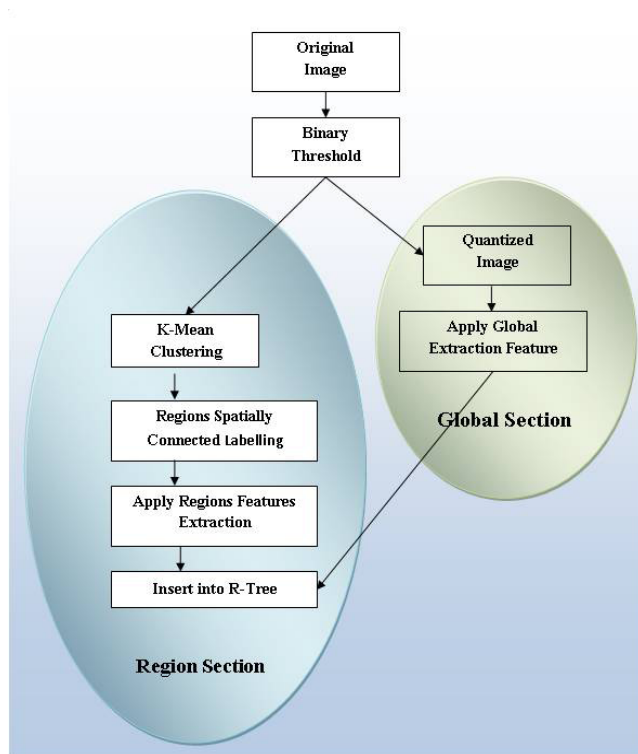 Original
Image
Binary
Threshold
Quantized
Image
Apply Global
Extraction Feature
Global Section
K-Mean
Clustering
Regions Spatially
Connected Labelling
Apply Regions Features
Extraction
Insert into R-Tree
Region Section